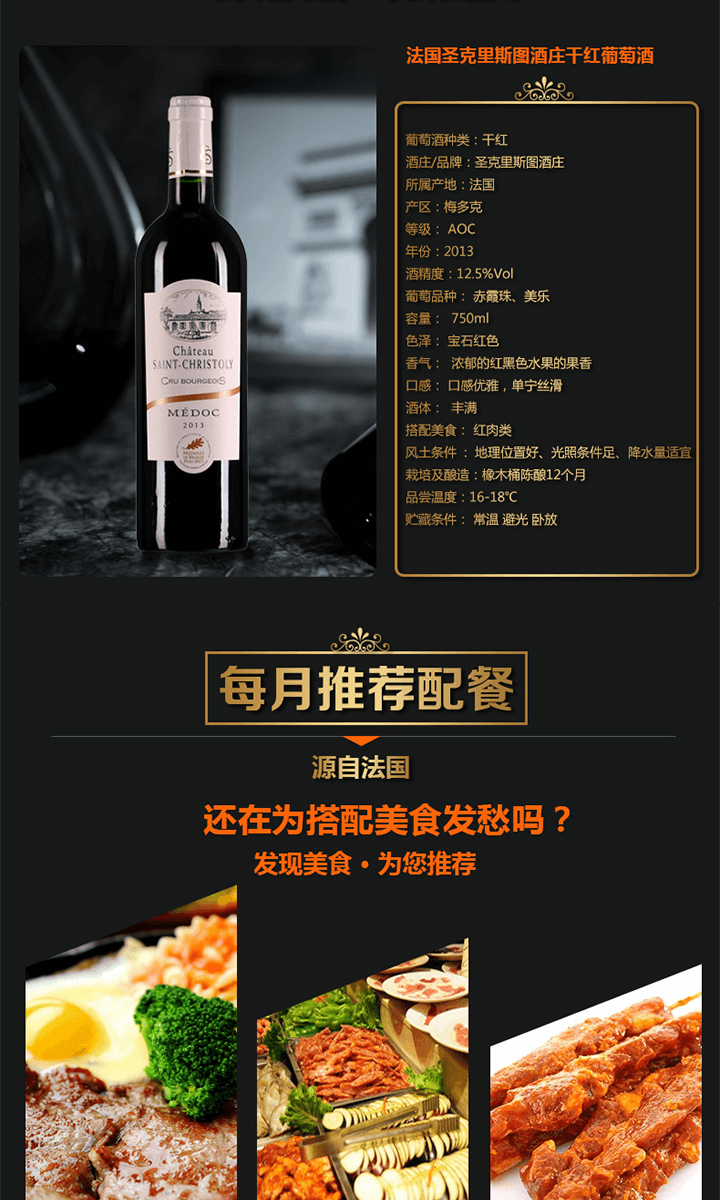 法国圣克里斯图酒庄干红葡萄酒
葡萄酒种类：干红
酒庄/品牌：圣克里斯图酒庄
所属产地：法国
产区：梅多克
等级： AOC
年份：2013
酒精度：12.5%Vol
葡萄品种： 赤霞珠、美乐
容量： 750ml
色泽： 宝石红色
香气： 浓郁的红黑色水果的果香
口感： 口感优雅，单宁丝滑
酒体： 丰满
搭配美食： 红肉类
风土条件： 地理位置好、光照条件足、降水量适宜
栽培及酿造：橡木桶陈酿12个月
品尝温度：16-18℃
贮藏条件： 常温 避光 卧放
Château
SAINT-CHRISTOLY
CRU BOURGEOIS
MÉDOC
2013
每月推荐配餐
源自法国
还在为搭配美食发愁吗？
发现美食·为您推荐